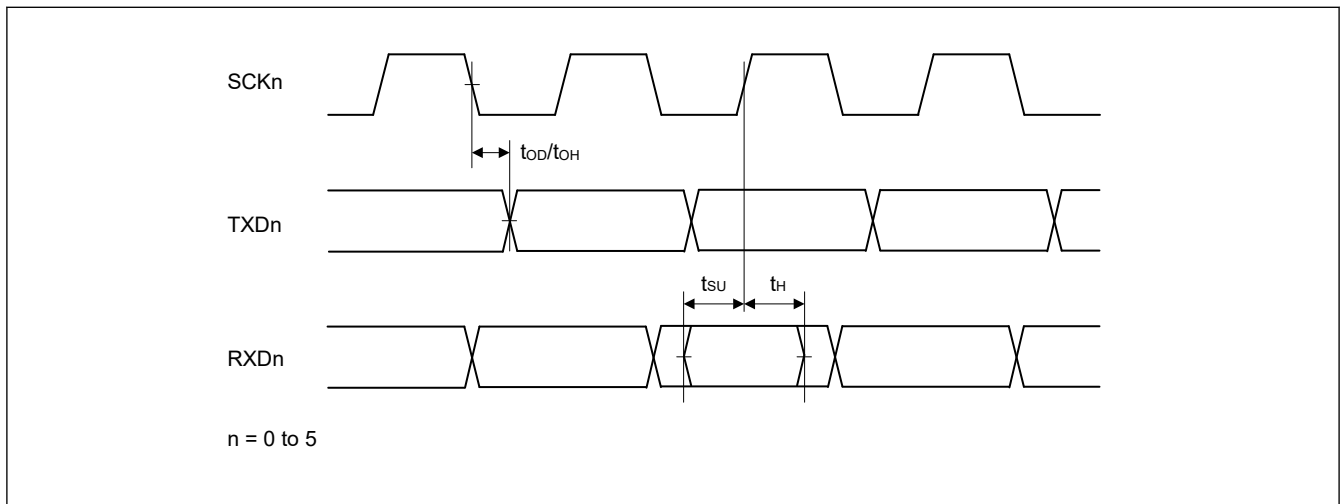 SCKn
tOD/tOH
TXDn
tSU tH
RXDn
n = 0 to 5